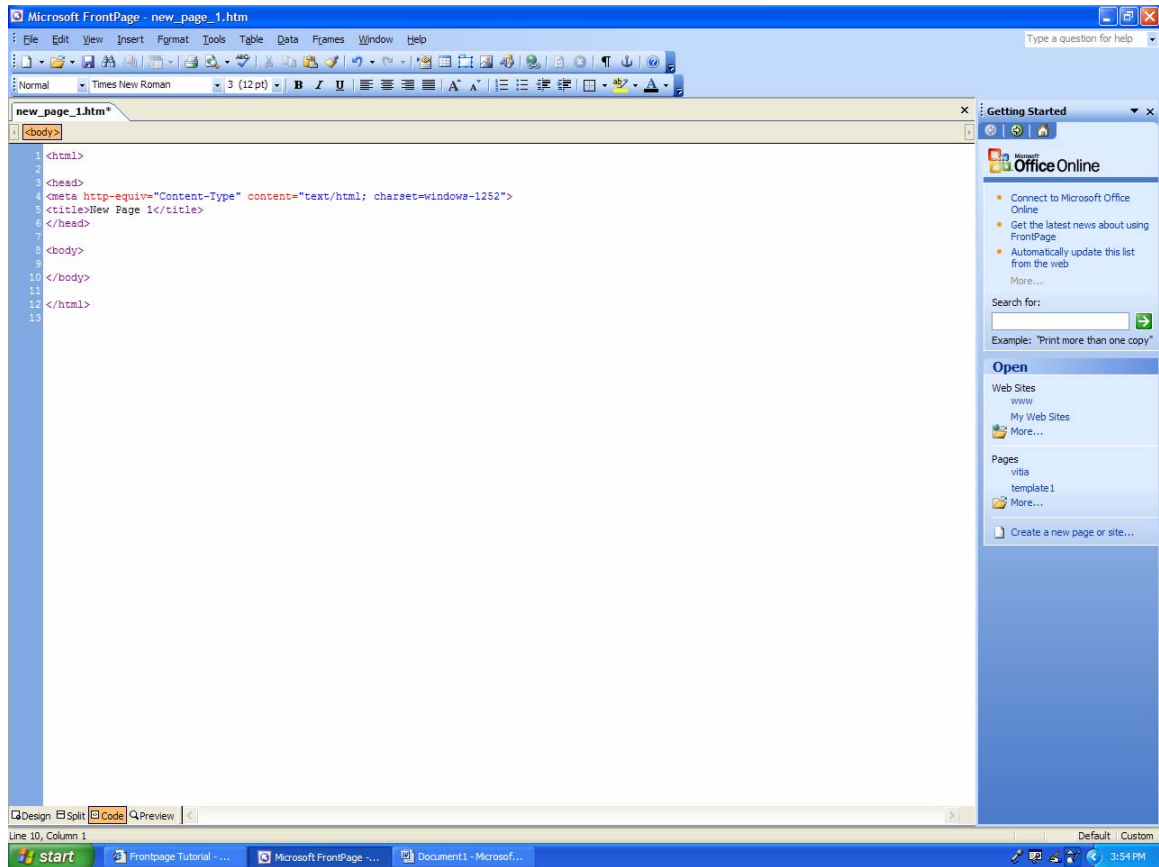 Microsoft FrontPage - new_page_1.htm
File Edit View Insert Format Tools Table Data Frames Window Help
Type a question for help
Normal Times New Roman 3 (12 pt) B I U A A A
new_page_1.htm*
<body>
1 <html>
2
3 <head>
4 <meta http-equiv="Content-Type" content="text/html; charset=windows-1252">
5 <title>New Page 1</title>
6 </head>
7
8 <body>
9
10 </body>
11
12 </html>
13
Getting Started
Microsoft
Office Online
Connect to Microsoft Office
Online
Get the latest news about using
FrontPage
Automatically update this list
from the web
More...
Search for:
Example: "Print more than one copy"
Open
Web Sites
www
My Web Sites
More...
Pages
vitia
template1
More...
Create a new page or site...
Design Split Code Preview
Line 10, Column 1
Default Custom
start Frontpage Tutorial - ... Microsoft FrontPage -... Document1 - Microsof... 3:54 PM